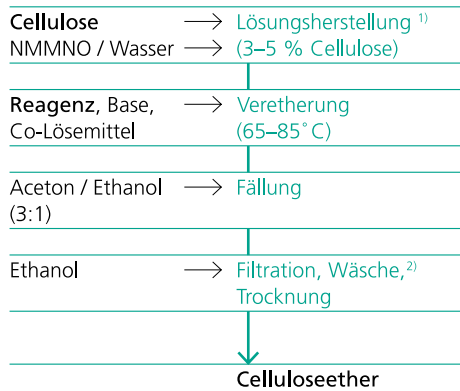 Cellulose → Lösungsherstellung ¹⁾
NMMNO / Wasser → (3–5 % Cellulose)
Reagenz, Base, → Veretherung
Co-Lösemittel (65–85° C)
Aceton / Ethanol → Fällung
(3:1)
Ethanol → Filtration, Wäsche,²⁾
Trocknung
Celluloseether